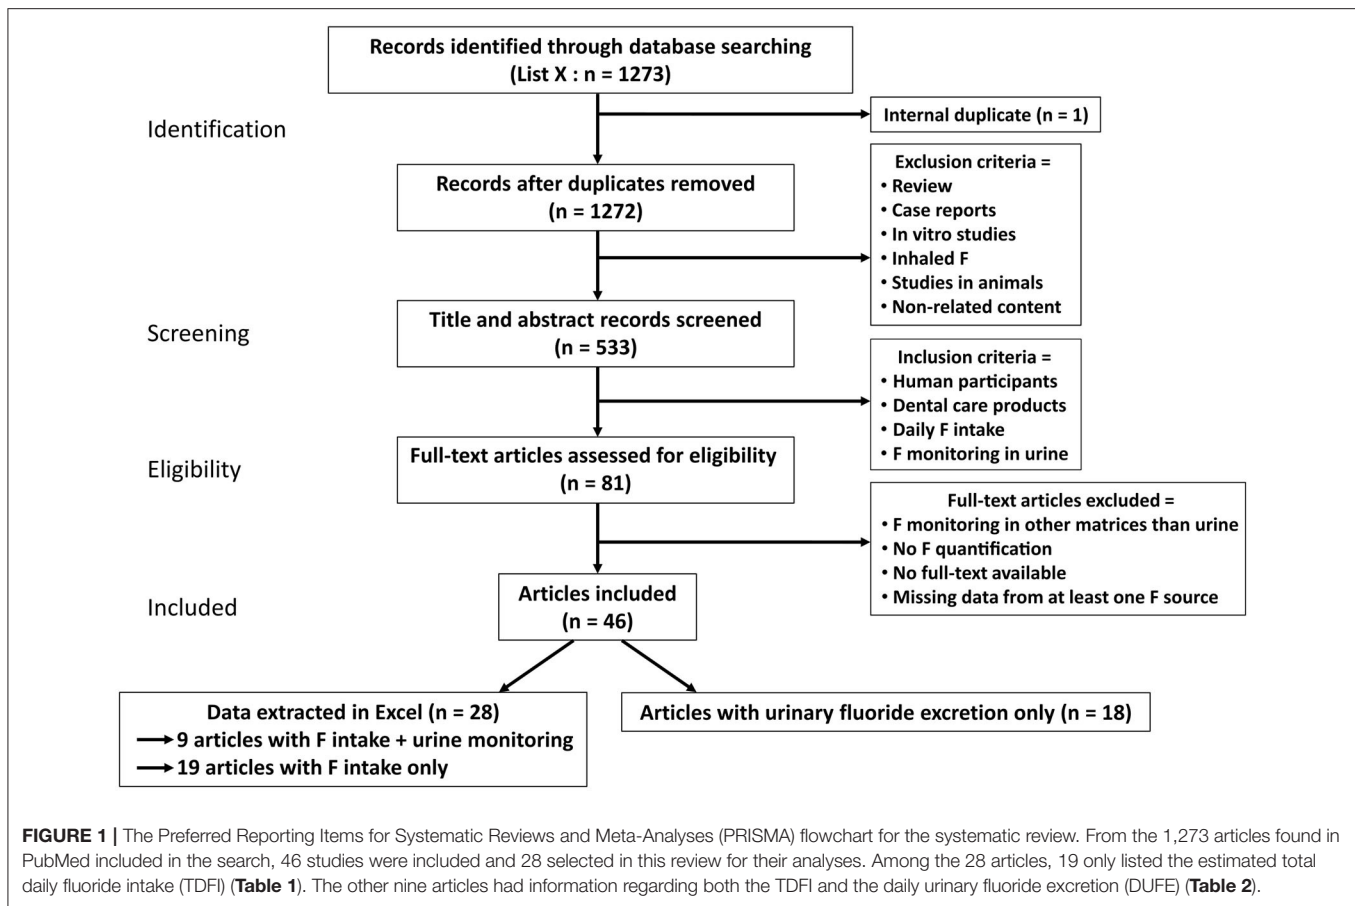 Records identified through database searching
(List X : n = 1273)
Identification
Internal duplicate (n = 1)
Records after duplicates removed
(n = 1272)
Exclusion criteria =
• Review
• Case reports
• In vitro studies
• Inhaled F
• Studies in animals
• Non-related content
Screening
Title and abstract records screened
(n = 533)
Inclusion criteria =
• Human participants
• Dental care products
• Daily F intake
• F monitoring in urine
Eligibility
Full-text articles assessed for eligibility
(n = 81)
Full-text articles excluded =
• F monitoring in other matrices than urine
• No F quantification
• No full-text available
• Missing data from at least one F source
Included
Articles included
(n = 46)
Data extracted in Excel (n = 28)
9 articles with F intake + urine monitoring
19 articles with F intake only
Articles with urinary fluoride excretion only (n = 18)
FIGURE 1 | The Preferred Reporting Items for Systematic Reviews and Meta-Analyses (PRISMA) flowchart for the systematic review. From the 1,273 articles found in
PubMed included in the search, 46 studies were included and 28 selected in this review for their analyses. Among the 28 articles, 19 only listed the estimated total
daily fluoride intake (TDFI) (Table 1). The other nine articles had information regarding both the TDFI and the daily urinary fluoride excretion (DUFE) (Table 2).